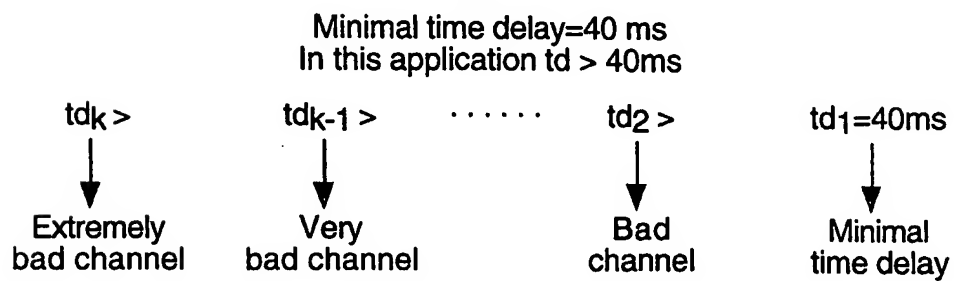 Minimal time delay=40 ms
In this application td > 40ms
tdk > tdk-1 > ...... td2 > td1=40ms
Extremely bad channel
Very bad channel
Bad channel
Minimal time delay